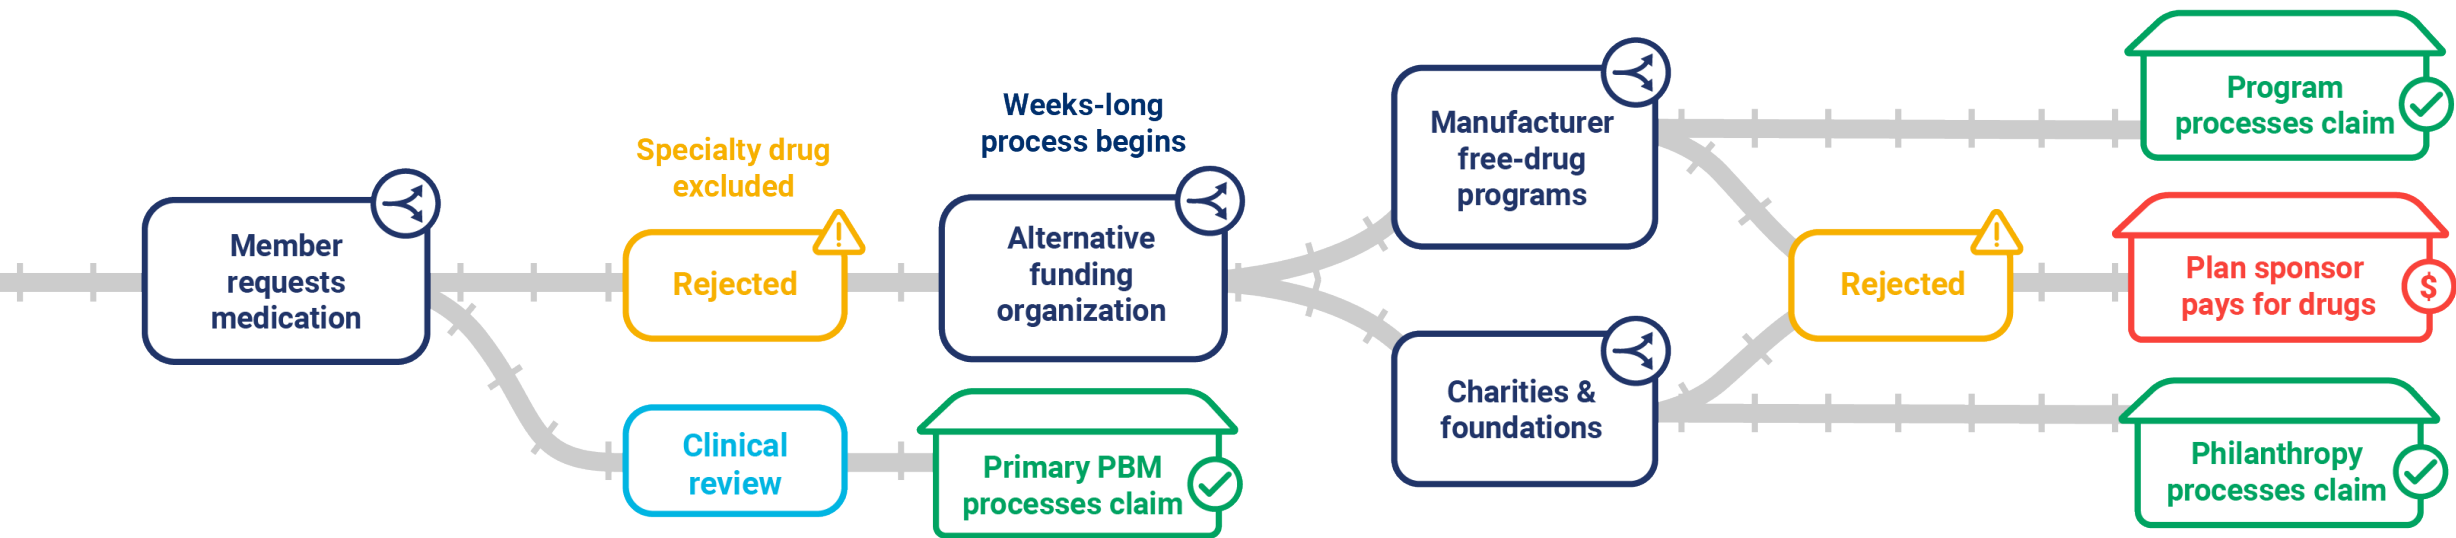 Member
requests
medication
Specialty drug
excluded
Rejected
Clinical
review
Weeks-long
process begins
Alternative
funding
organization
Primary PBM
processes claim
Manufacturer
free-drug
programs
Charities &
foundations
Rejected
Program
processes claim
Plan sponsor
pays for drugs
$
Philanthropy
processes claim